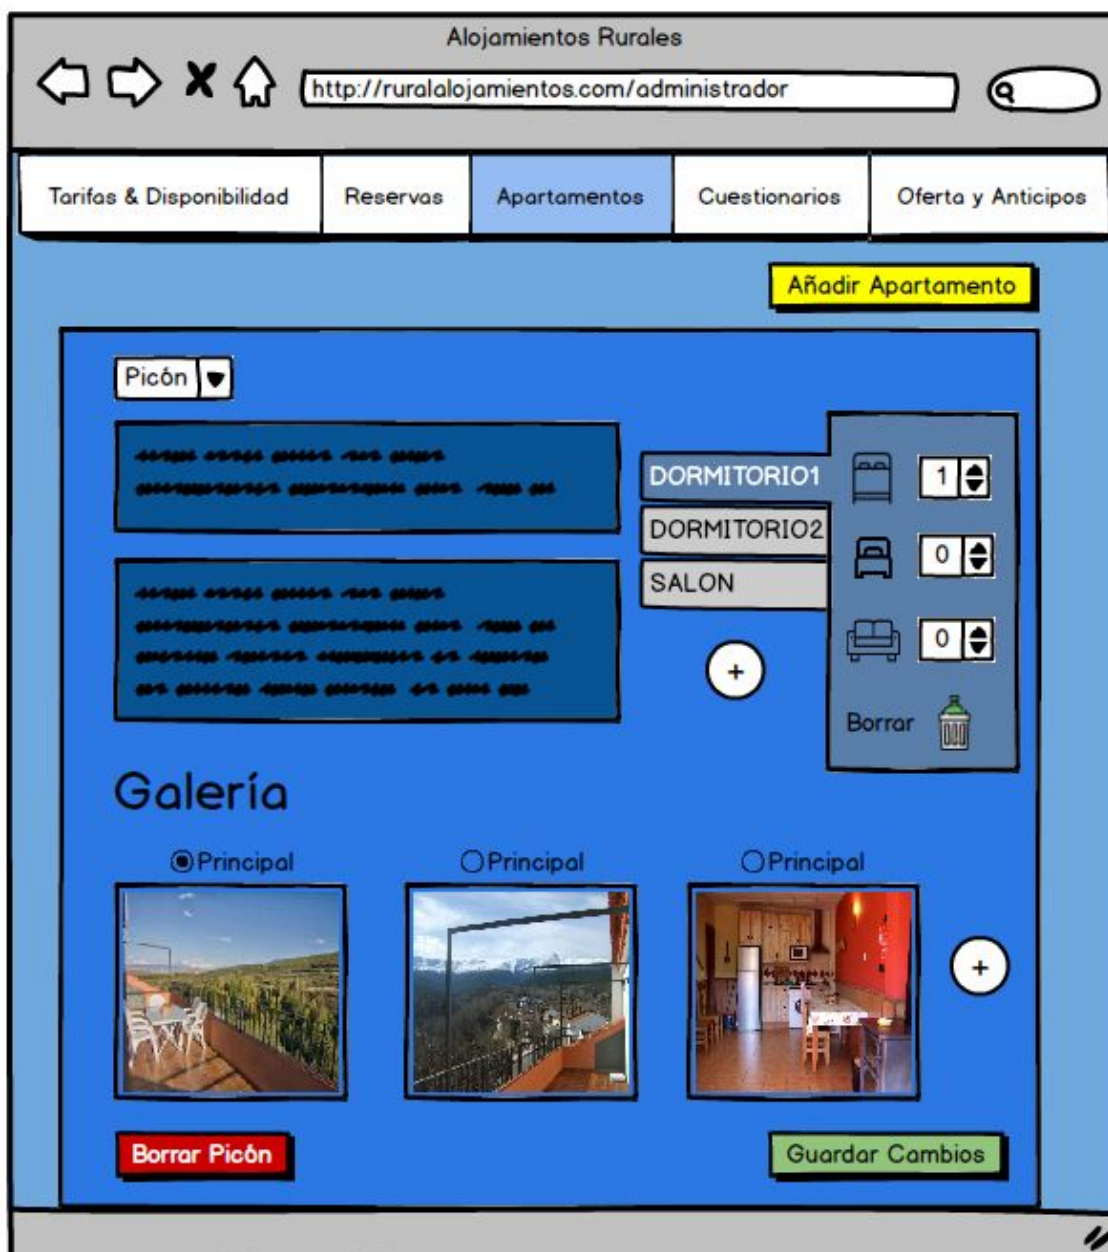 Alojamientos Rurales
http://ruralalojamientos.com/administrador
Tarifas & Disponibilidad
Reservas
Apartamentos
Cuestionarios
Oferta y Anticipos
Añadir Apartamento
Picón
DORMITORIO1
1
DORMITORIO2
0
SALON
0
+
Borrar
Galería
Principal
Principal
Principal
+
Borrar Picón
Guardar Cambios